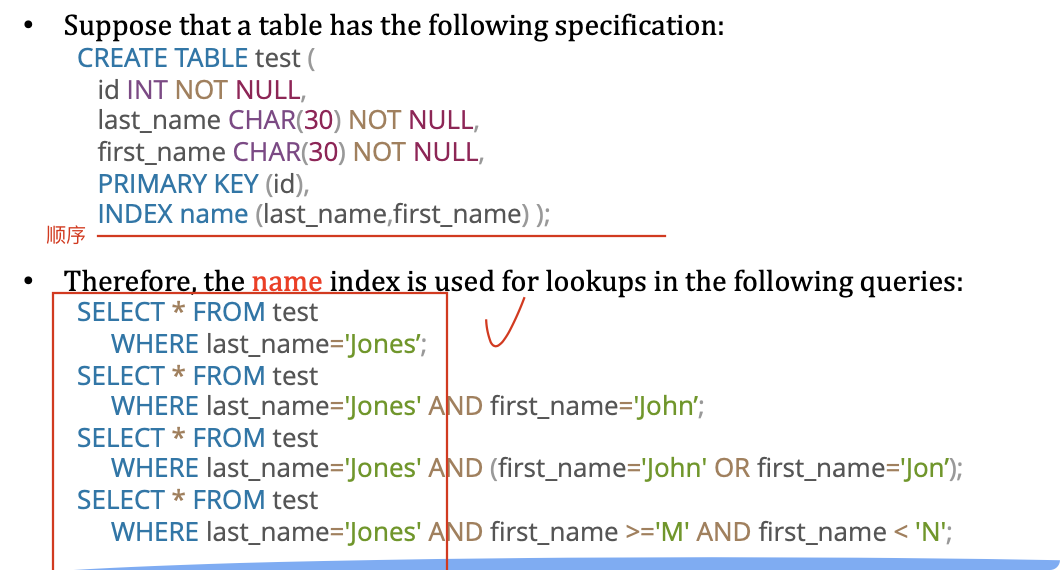 • Suppose that a table has the following specification:
CREATE TABLE test (
id INT NOT NULL,
last_name CHAR(30) NOT NULL,
first_name CHAR(30) NOT NULL,
PRIMARY KEY (id),
INDEX name (last_name,first_name) );
顺序
• Therefore, the name index is used for lookups in the following queries:
SELECT * FROM test
WHERE last_name='Jones’;
SELECT * FROM test
WHERE last_name='Jones' AND first_name='John’;
SELECT * FROM test
WHERE last_name='Jones' AND (first_name='John' OR first_name='Jon’);
SELECT * FROM test
WHERE last_name='Jones' AND first_name >='M' AND first_name < 'N';